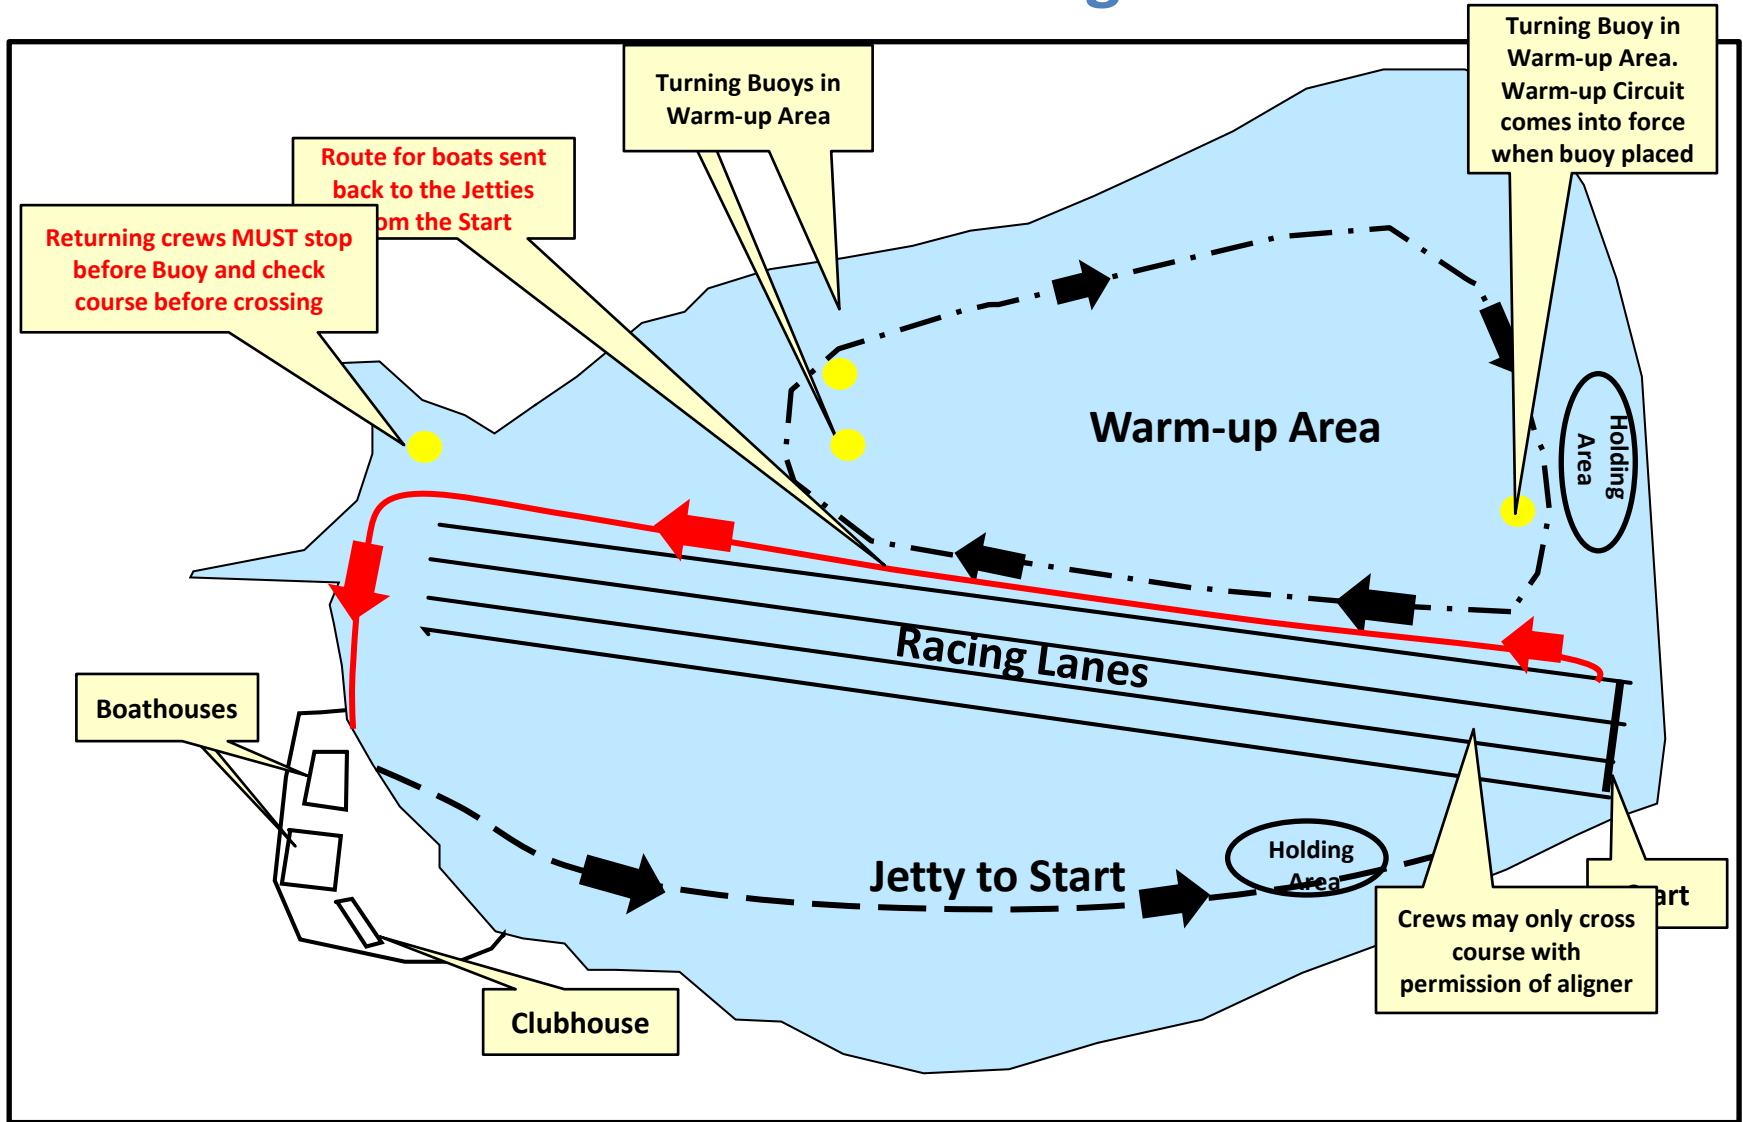 Turning Buoy in
Warm-up Area.
Warm-up Circuit
comes into force
when buoy placed
Turning Buoys in
Warm-up Area
Route for boats sent
back to the Jetties
om the Start
Returning crews MUST stop
before Buoy and check
course before crossing
Warm-up Area
Holding
Area
Racing Lanes
Boathouses
Jetty to Start
Holding
Area
art
Crews may only cross
course with
permission of aligner
Clubhouse